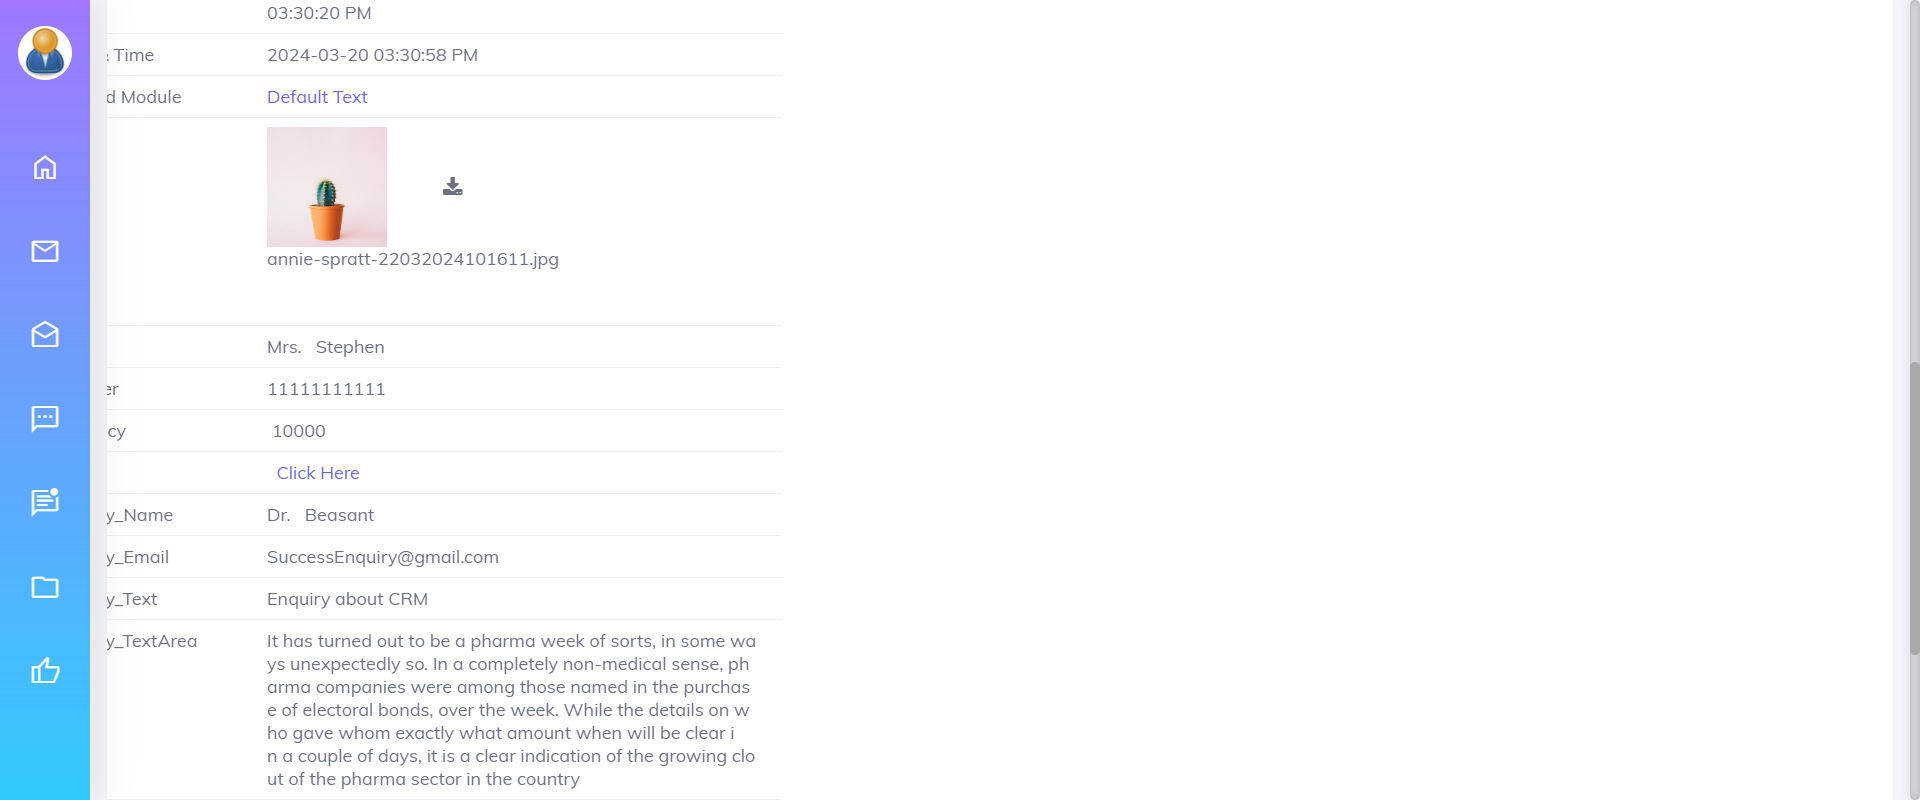 03:30:20 PM
Time 2024-03-20 03:30:58 PM
d Module Default Text
annie-spratt-22032024101611.jpg
Mrs. Stephen
er 11111111111
cy 10000
Click Here
y_Name Dr. Beasant
y_Email SuccessEnquiry@gmail.com
y_Text Enquiry about CRM
y_TextArea It has turned out to be a pharma week of sorts, in some wa
ys unexpectedly so. In a completely non-medical sense, ph
arma companies were among those named in the purchas
e of electoral bonds, over the week. While the details on w
ho gave whom exactly what amount when will be clear i
n a couple of days, it is a clear indication of the growing clo
ut of the pharma sector in the country